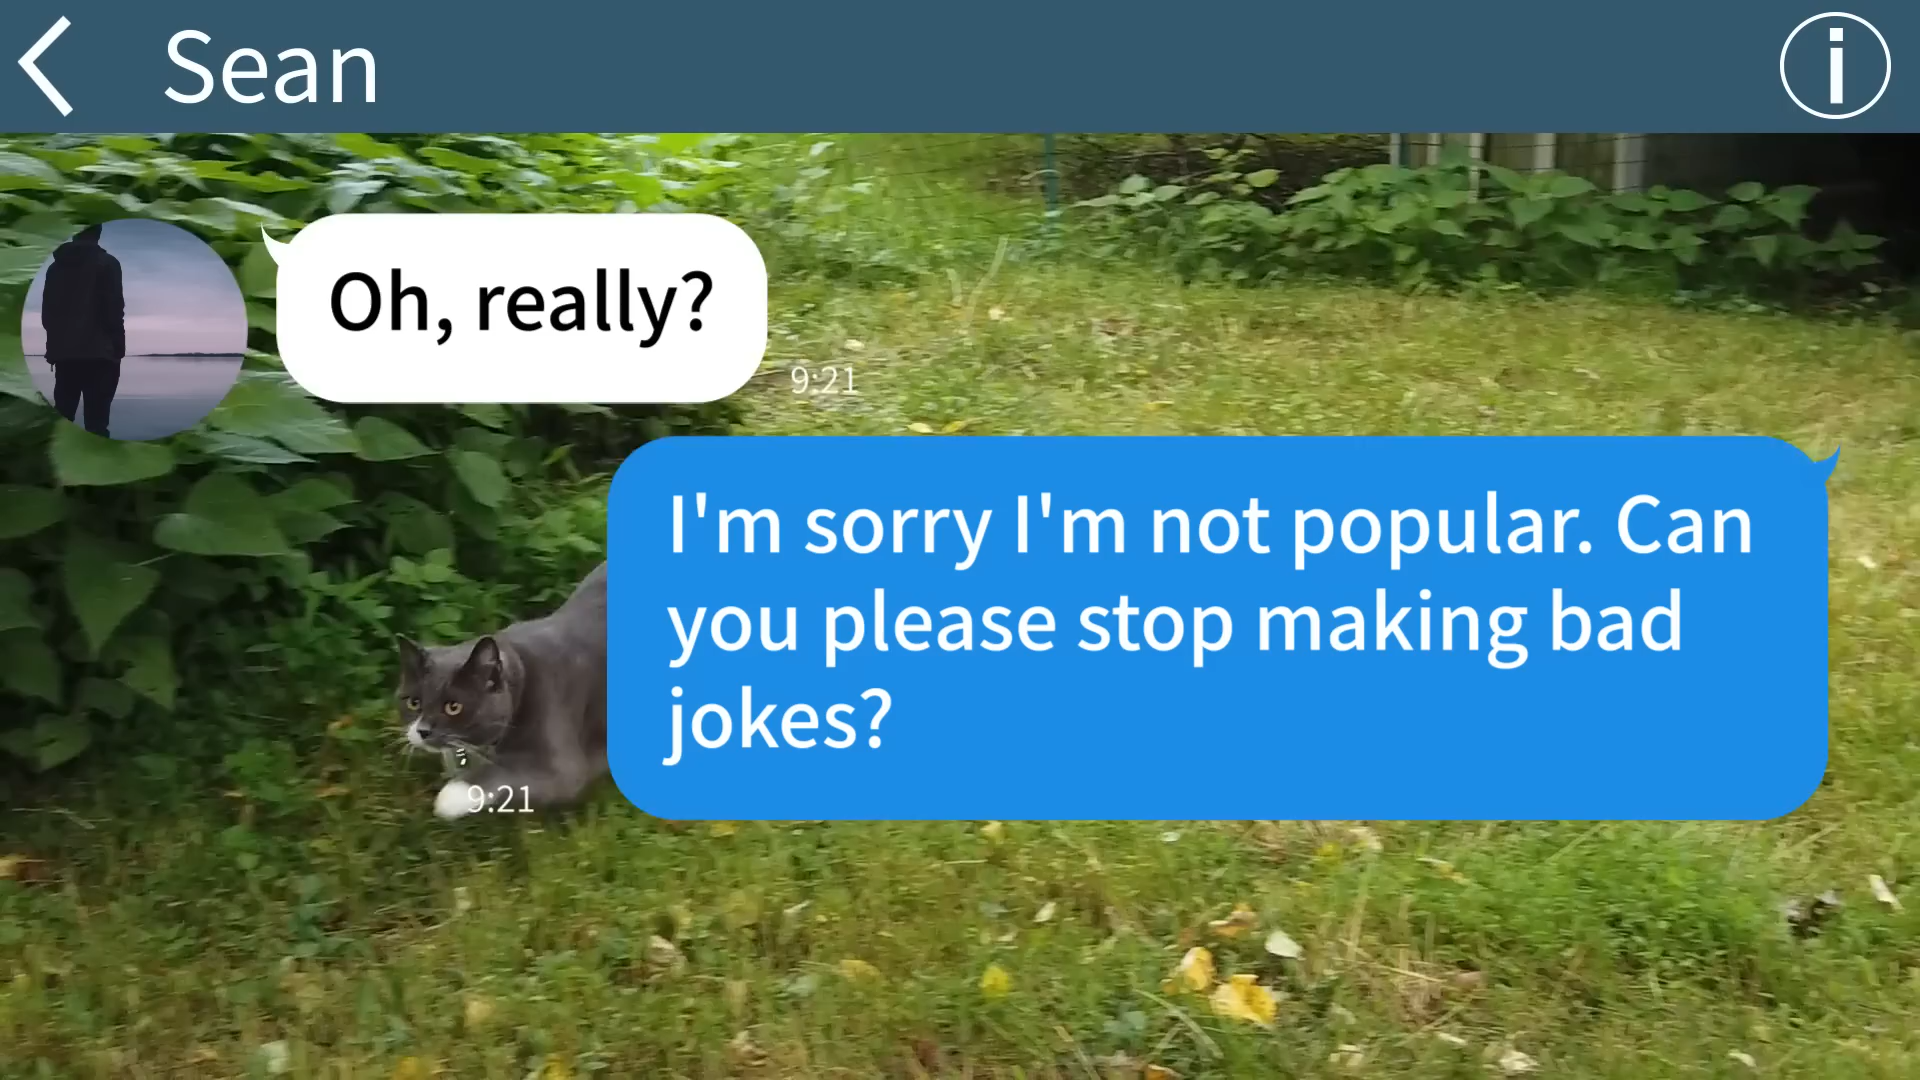 Sean
Oh, really?
9:21
I'm sorry I'm not popular. Can
you please stop making bad
jokes?
9:21